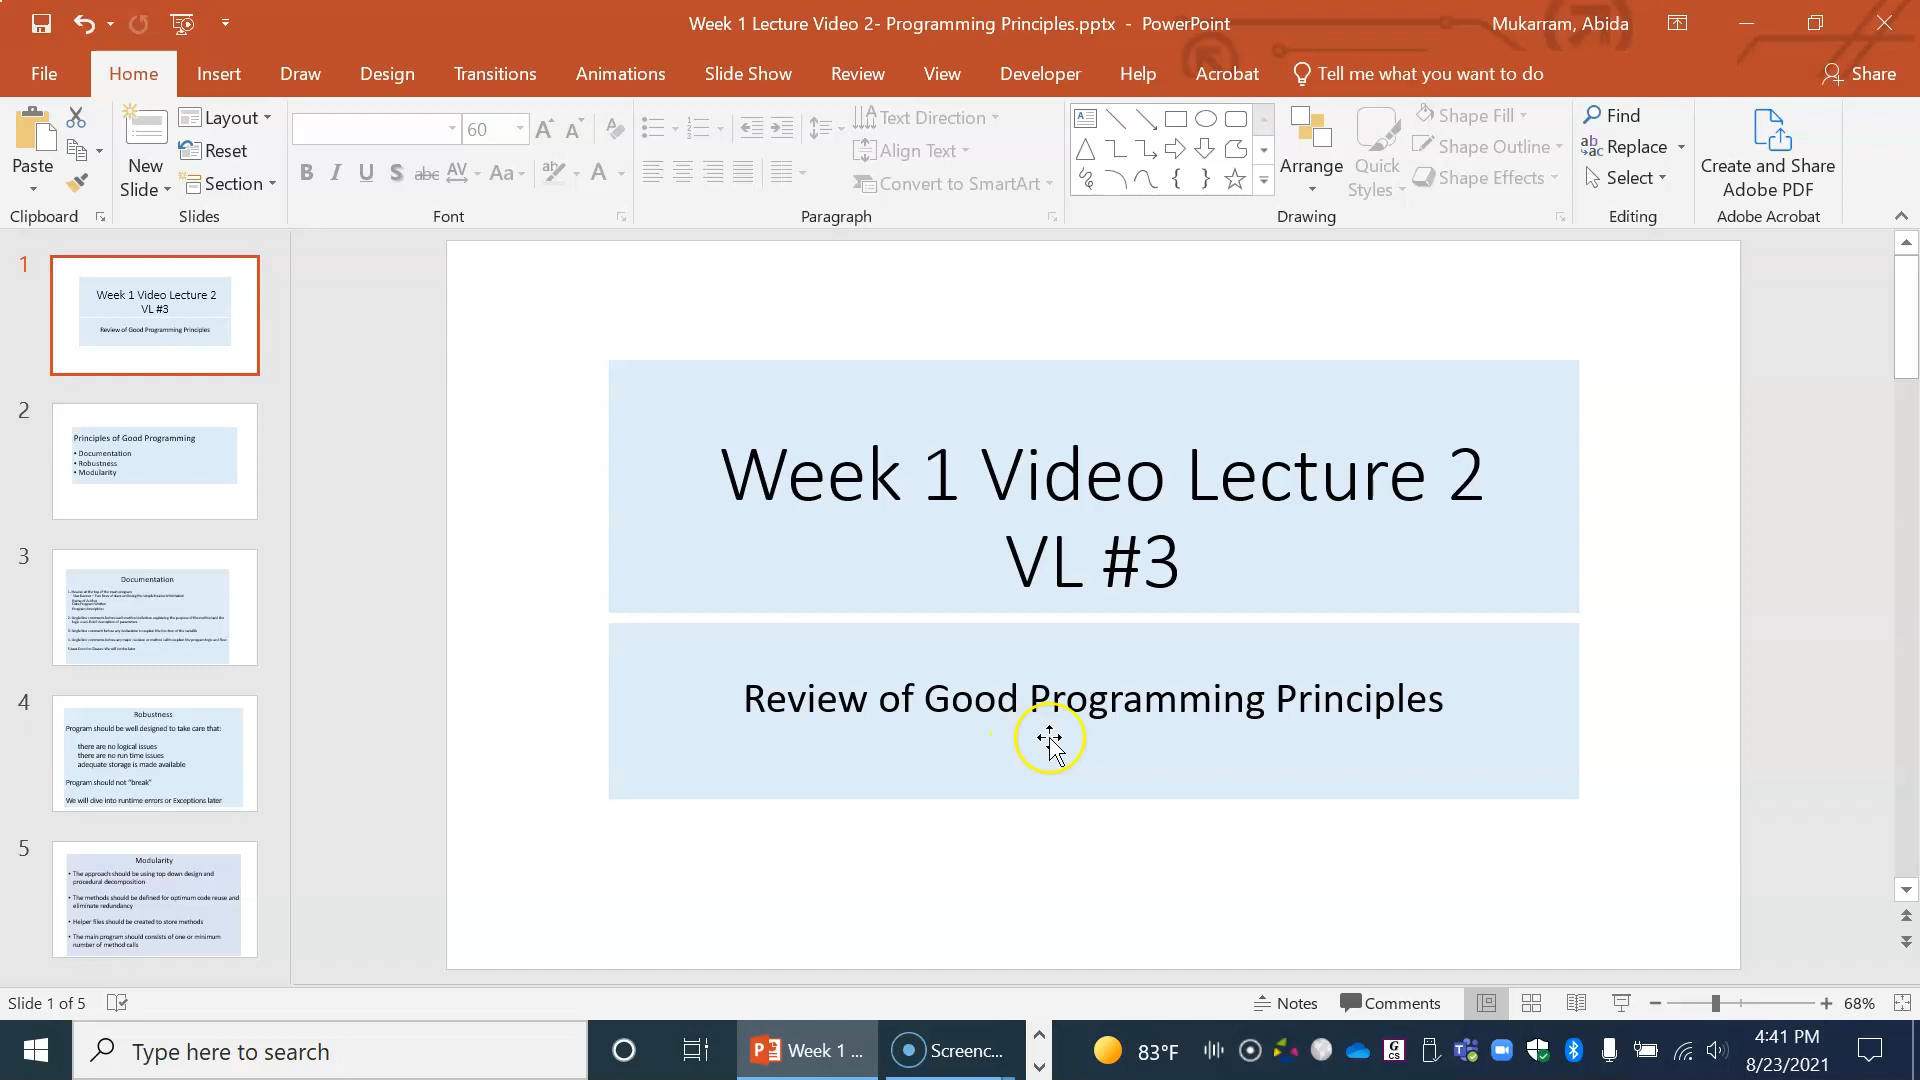 Week 1 Lecture Video 2- Programming Principles.pptx - PowerPoint
Mukarram, Abida
File
Home
Insert
Draw
Design
Transitions
Animations
Slide Show
Review
View
Developer
Help
Acrobat
Tell me what you want to do
Share
Paste
New
Slide
Layout
Reset
Section
60
Text Direction
Align Text
Convert to SmartArt
Arrange
Quick
Styles
Shape Fill
Shape Outline
Shape Effects
Find
Replace
Select
Create and Share
Adobe PDF
Clipboard
Slides
Font
Paragraph
Drawing
Editing
Adobe Acrobat
1
Week 1 Video Lecture 2
VL #3
Review of Good Programming Principles
2
Principles of Good Programming
• Documentation
• Robustness
• Modularity
3
Documentation
4
Robustness
Program should be well designed to take care that:
there are no logical issues
there are no run time issues
adequate storage is made available
Program should not "break"
We will dive into runtime errors or Exceptions later
5
Modularity
• The approach should be using top down design and
procedural decomposition
• The methods should be defined for optimum code reuse and
eliminate redundancy
• Helper files should be created to store methods
• The main program should consists of one or minimum
number of method calls
Week 1 Video Lecture 2
VL #3
Review of Good Programming Principles
Slide 1 of 5
Notes
Comments
68%
Type here to search
Week 1 ...
Screenc...
83°F
4:41 PM
8/23/2021